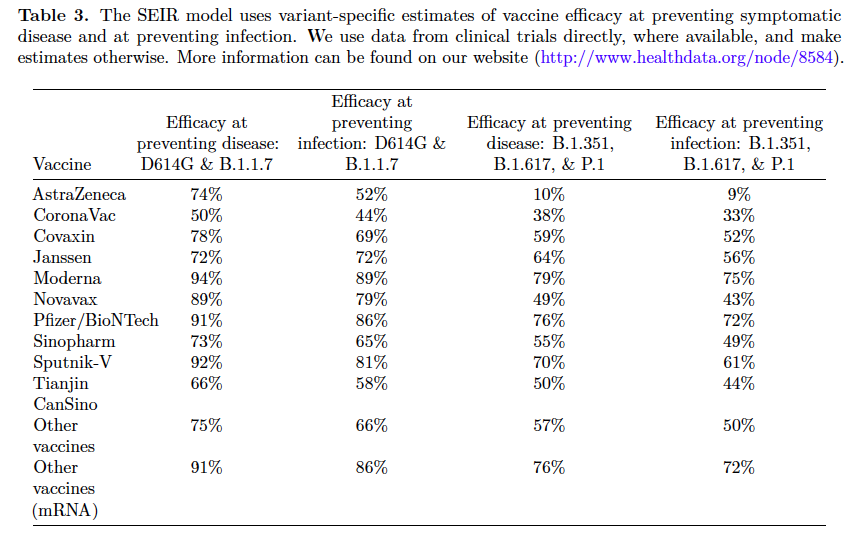 Table 3. The SEIR model uses variant-specific estimates of vaccine efficacy at preventing symptomatic
disease and at preventing infection. We use data from clinical trials directly, where available, and make
estimates otherwise. More information can be found on our website (http://www.healthdata.org/node/8584).
Efficacy at
Efficacy at preventing Efficacy at preventing Efficacy at preventing
preventing disease: infection: D614G & disease: B.1.351, infection: B.1.351,
Vaccine D614G & B.1.1.7 B.1.1.7 B.1.617, & P.1 B.1.617, & P.1
AstraZeneca 74% 52% 10% 9%
CoronaVac 50% 44% 38% 33%
Covaxin 78% 69% 59% 52%
Janssen 72% 72% 64% 56%
Moderna 94% 89% 79% 75%
Novavax 89% 79% 49% 43%
Pfizer/BioNTech 91% 86% 76% 72%
Sinopharm 73% 65% 55% 49%
Sputnik-V 92% 81% 70% 61%
Tianjin 66% 58% 50% 44%
CanSino
Other 75% 66% 57% 50%
vaccines
Other 91% 86% 76% 72%
vaccines
(mRNA)